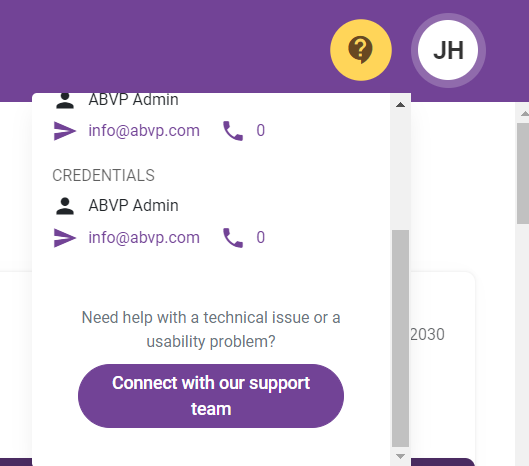 JH
ABVP Admin
info@abvp.com 0
CREDENTIALS
ABVP Admin
info@abvp.com 0
Need help with a technical issue or a
usability problem?
2030
Connect with our support
team